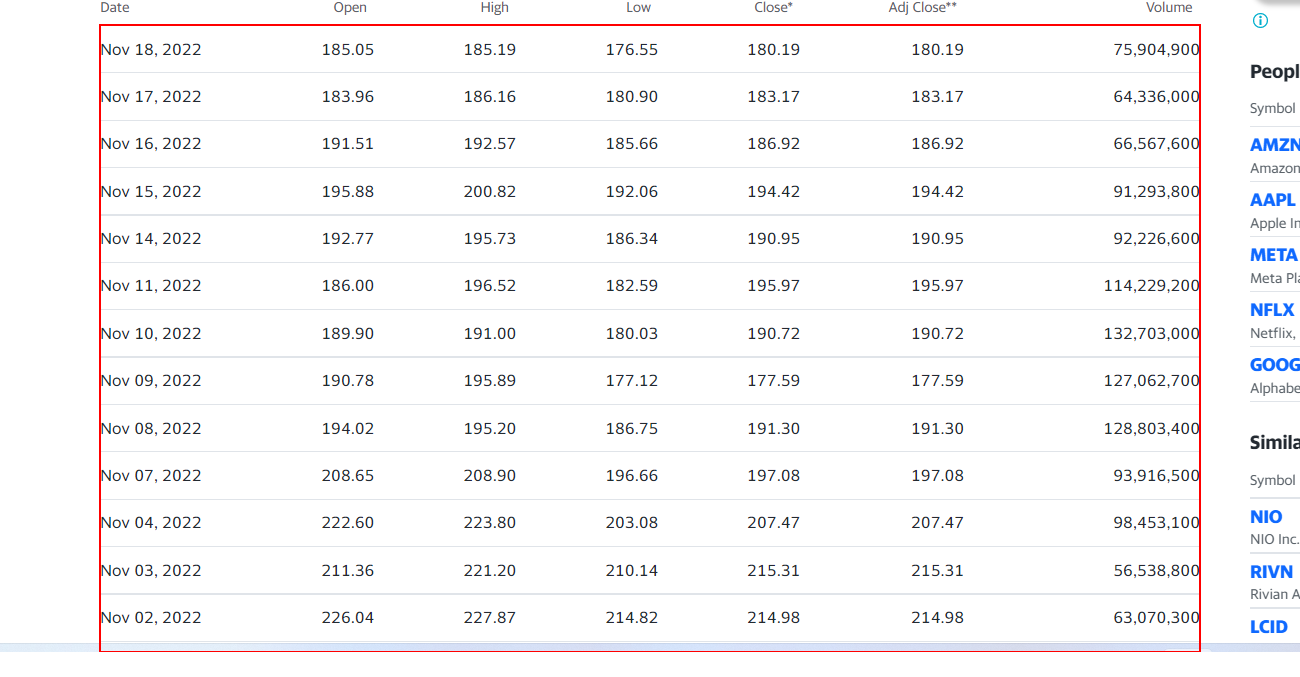 Date Open High Low Close* Adj Close** Volume
Nov 18, 2022 185.05 185.19 176.55 180.19 180.19 75,904,900
Nov 17, 2022 183.96 186.16 180.90 183.17 183.17 64,336,000
Nov 16, 2022 191.51 192.57 185.66 186.92 186.92 66,567,600
Nov 15, 2022 195.88 200.82 192.06 194.42 194.42 91,293,800
Nov 14, 2022 192.77 195.73 186.34 190.95 190.95 92,226,600
Nov 11, 2022 186.00 196.52 182.59 195.97 195.97 114,229,200
Nov 10, 2022 189.90 191.00 180.03 190.72 190.72 132,703,000
Nov 09, 2022 190.78 195.89 177.12 177.59 177.59 127,062,700
Nov 08, 2022 194.02 195.20 186.75 191.30 191.30 128,803,400
Nov 07, 2022 208.65 208.90 196.66 197.08 197.08 93,916,500
Nov 04, 2022 222.60 223.80 203.08 207.47 207.47 98,453,100
Nov 03, 2022 211.36 221.20 210.14 215.31 215.31 56,538,800
Nov 02, 2022 226.04 227.87 214.82 214.98 214.98 63,070,300
Peopl
Symbol
AMZN
Amazon
AAPL
Apple In
META
Meta Pla
NFLX
Netflix,
GOOG
Alphabe
Simila
Symbol
NIO
NIO Inc.
RIVN
Rivian A
LCID